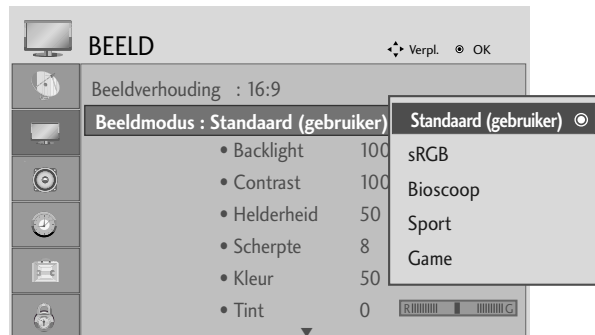 BEELD
Verpl. OK
Beeldverhouding : 16:9
Beeldmodus : Standaard (gebruiker)
• Backlight 100
• Contrast 100
• Helderheid 50
• Scherpte 8
• Kleur 50
• Tint 0 R G
Standaard (gebruiker)
sRGB
Bioscoop
Sport
Game